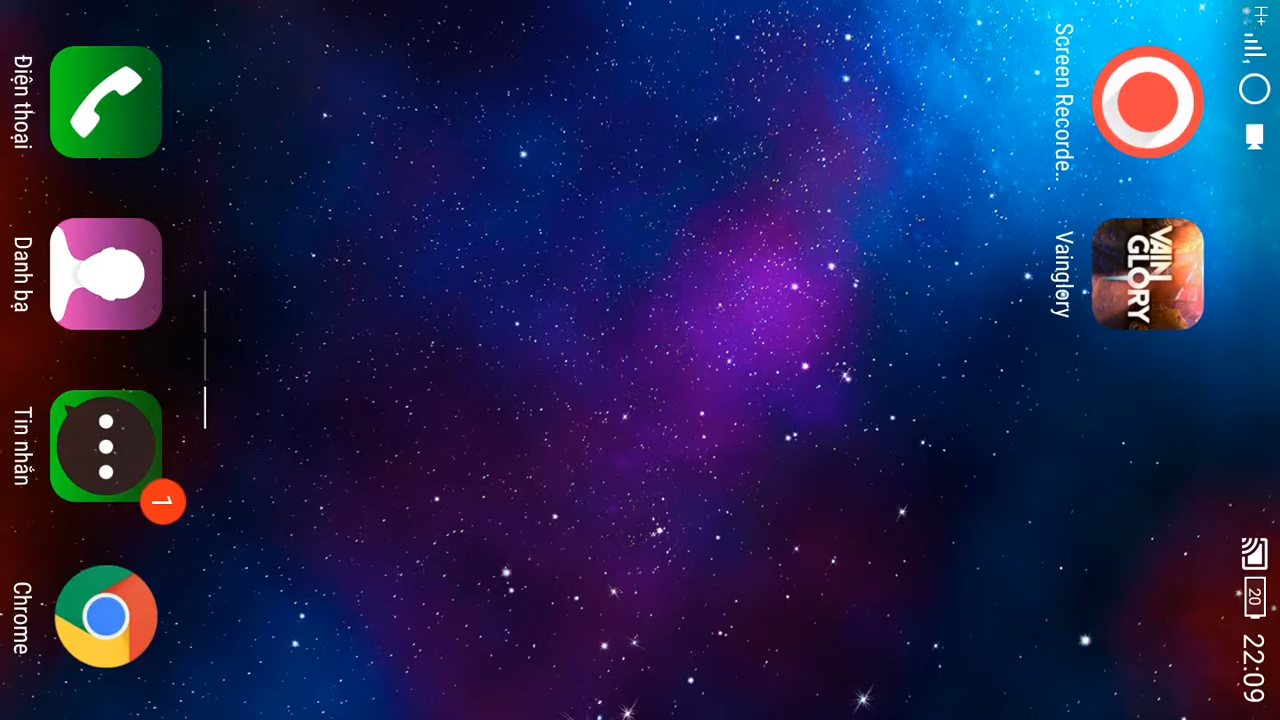 H+
20
22:09
VAIN
GLORY
Screen Recorde..
Vainglory
1
Điện thoại
Danh bạ
Tin nhắn
Chrome